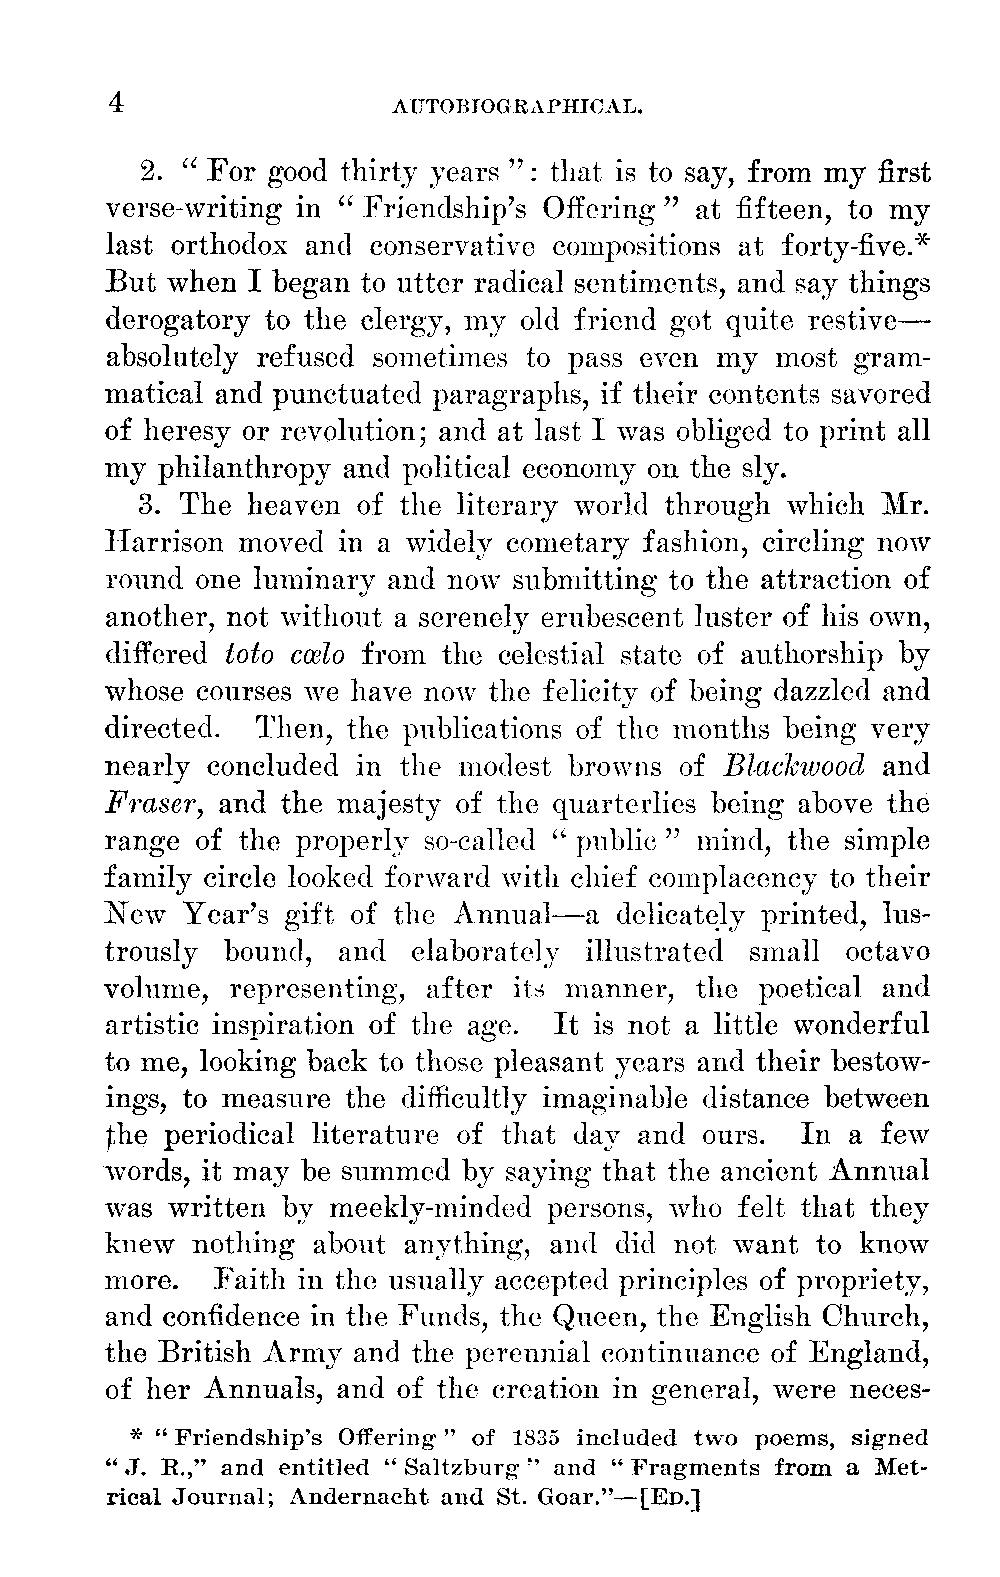 4 AUTOBIOGRAPHICAL.
2. “ For good thirty years ”: that is to say, from my first
verse-writing in “ Friendship’s Offering ” at fifteen, to my
last orthodox and conservative compositions at forty-five.*
But when I began to utter radical sentiments, and say things
derogatory to the clergy, my old friend got quite restive—
absolutely refused sometimes to pass even my most gram-
matical and punctuated paragraphs, if their contents savored
of heresy or revolution; and at last I was obliged to print all
my philanthropy and political economy on the sly.
3. The heaven of the literary world through which Mr.
Harrison moved in a widely cometary fashion, circling now
round one luminary and now submitting to the attraction of
another, not without a serenely erubescent luster of his own,
differed toto cœlo from the celestial state of authorship by
whose courses we have now the felicity of being dazzled and
directed. Then, the publications of the months being very
nearly concluded in the modest browns of Blackwood and
Fraser, and the majesty of the quarterlies being above the
range of the properly so-called “ public ” mind, the simple
family circle looked forward with chief complacency to their
New Year’s gift of the Annual—a delicately printed, lus-
trously bound, and elaborately illustrated small octavo
volume, representing, after its manner, the poetical and
artistic inspiration of the age. It is not a little wonderful
to me, looking back to those pleasant years and their bestow-
ings, to measure the difficultly imaginable distance between
the periodical literature of that day and ours. In a few
words, it may be summed by saying that the ancient Annual
was written by meekly-minded persons, who felt that they
knew nothing about anything, and did not want to know
more. Faith in the usually accepted principles of propriety,
and confidence in the Funds, the Queen, the English Church,
the British Army and the perennial continuance of England,
of her Annuals, and of the creation in general, were neces-
* “ Friendship’s Offering ” of 1835 included two poems, signed
“ J. R.,” and entitled “ Saltzburg ” and “ Fragments from a Met-
rical Journal; Andernacht and St. Goar.”—[ED.]